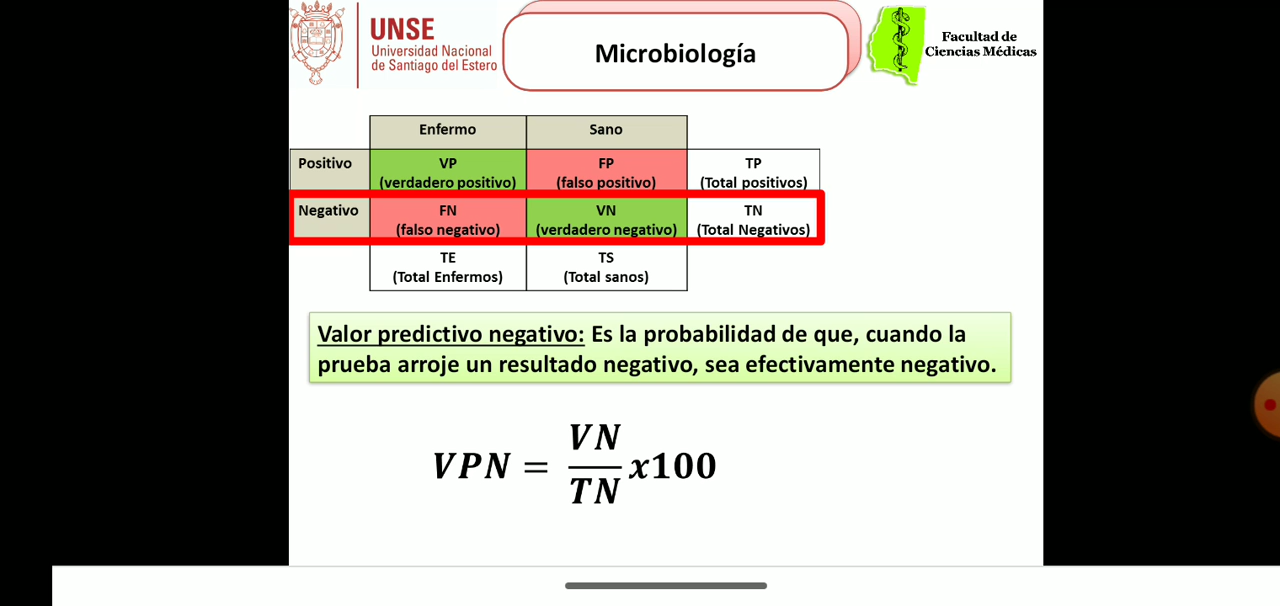 UNSE
Universidad Nacional
de Santiago del Estero
Microbiología
Facultad de
Ciencias Médicas
Enfermo Sano
Positivo VP FP TP
(verdadero positivo) (falso positivo) (Total positivos)
Negativo FN VN TN
(falso negativo) (verdadero negativo) (Total Negativos)
TE TS
(Total Enfermos) (Total sanos)
Valor predictivo negativo: Es la probabilidad de que, cuando la
prueba arroje un resultado negativo, sea efectivamente negativo.
VPN = VN/TN x100